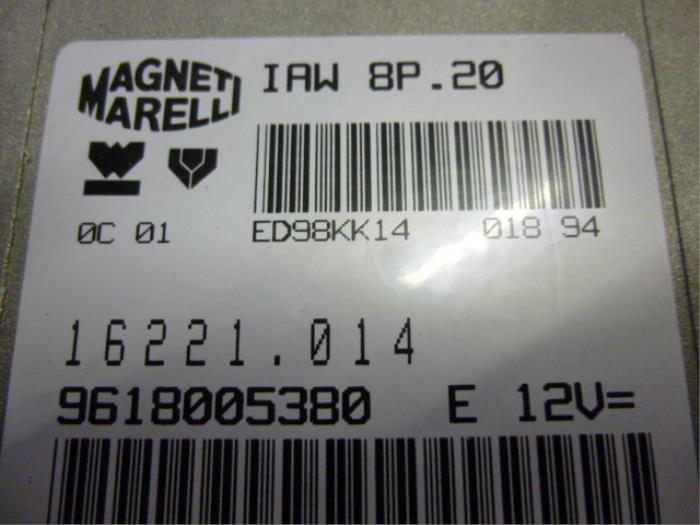 MAGNETI MARELLI
IAW 8P.20
0C 01 ED98KK14 018 94
16221.014
9618005380 E 12V=